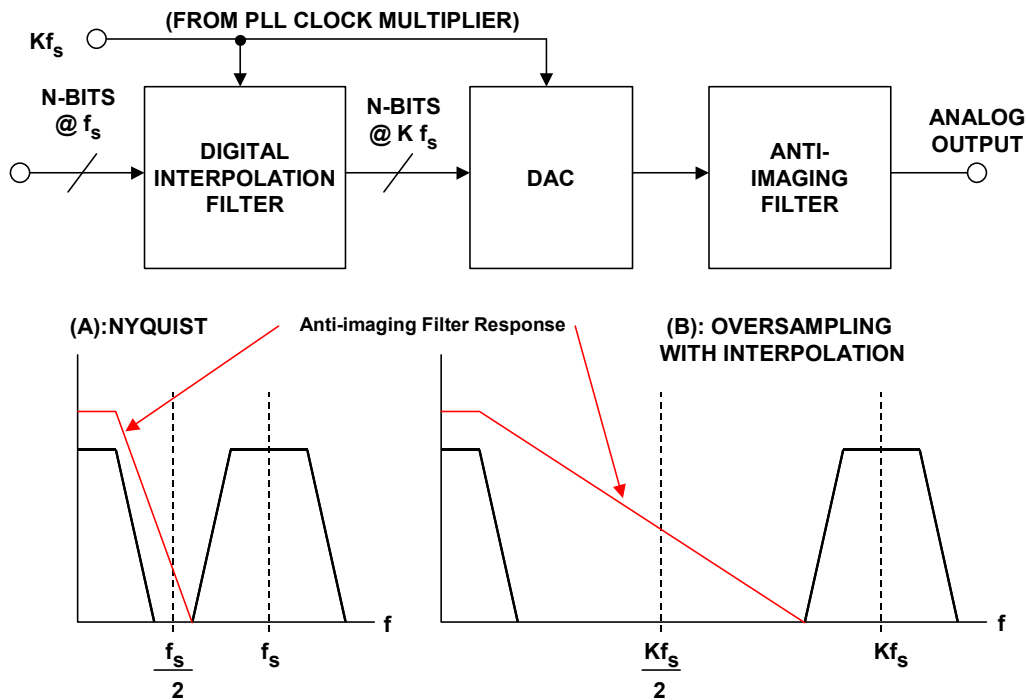 (FROM PLL CLOCK MULTIPLIER)
Kfs
N-BITS
@ fs
DIGITAL
INTERPOLATION
FILTER
N-BITS
@ K fs
DAC
ANTI-
IMAGING
FILTER
ANALOG
OUTPUT
(A):NYQUIST
Anti-imaging Filter Response
(B): OVERSAMPLING
WITH INTERPOLATION
f
fs
2
fs
f
Kfs
2
Kfs